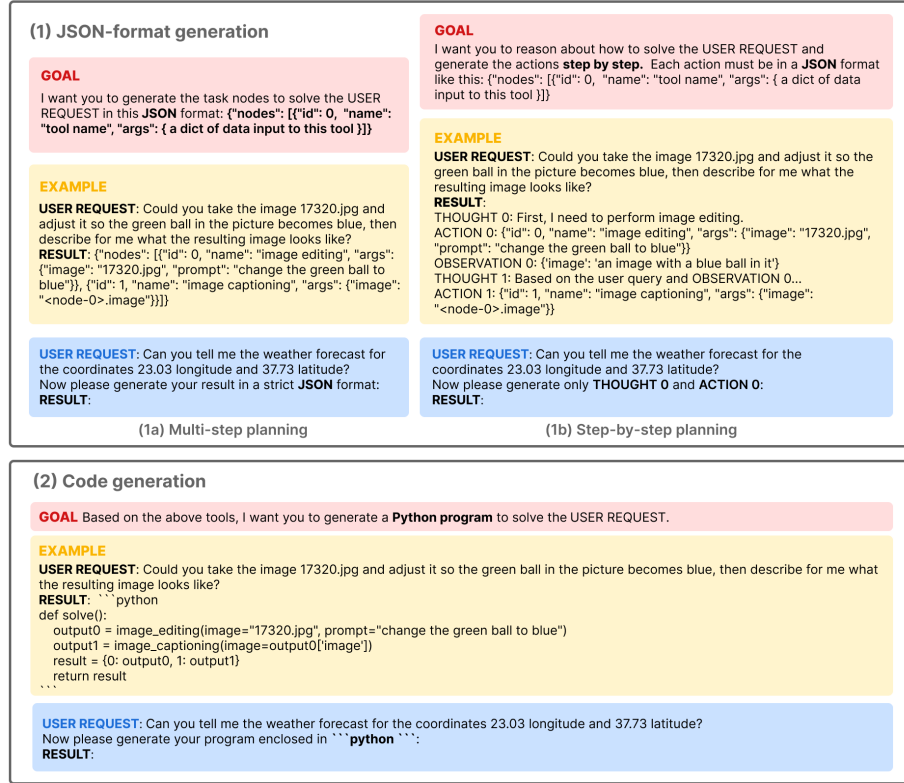 (1) JSON-format generation
GOAL
I want you to generate the task nodes to solve the USER
REQUEST in this JSON format: {"nodes": [{"id": 0, "name":
"tool name", "args": { a dict of data input to this tool }]}
EXAMPLE
USER REQUEST: Could you take the image 17320.jpg and
adjust it so the green ball in the picture becomes blue, then
describe for me what the resulting image looks like?
RESULT: {"nodes": [{"id": 0, "name": "image editing", "args":
{"image": "17320.jpg", "prompt": "change the green ball to
blue"}}, {"id": 1, "name": "image captioning", "args": {"image":
"<node-0>.image"}}]}
USER REQUEST: Can you tell me the weather forecast for
the coordinates 23.03 longitude and 37.73 latitude?
Now please generate your result in a strict JSON format:
RESULT:
(1a) Multi-step planning
GOAL
I want you to reason about how to solve the USER REQUEST and
generate the actions step by step. Each action must be in a JSON format
like this: {"nodes": [{"id": 0, "name": "tool name", "args": { a dict of data
input to this tool }]}
EXAMPLE
USER REQUEST: Could you take the image 17320.jpg and adjust it so the
green ball in the picture becomes blue, then describe for me what the
resulting image looks like?
RESULT:
THOUGHT 0: First, I need to perform image editing.
ACTION 0: {"id": 0, "name": "image editing", "args": {"image": "17320.jpg",
"prompt": "change the green ball to blue"}}
OBSERVATION 0: {'image': 'an image with a blue ball in it'}
THOUGHT 1: Based on the user query and OBSERVATION 0...
ACTION 1: {"id": 1, "name": "image captioning", "args": {"image":
"<node-0>.image"}}
USER REQUEST: Can you tell me the weather forecast for the
coordinates 23.03 longitude and 37.73 latitude?
Now please generate only THOUGHT 0 and ACTION 0:
RESULT:
(1b) Step-by-step planning
(2) Code generation
GOAL Based on the above tools, I want you to generate a Python program to solve the USER REQUEST.
EXAMPLE
USER REQUEST: Could you take the image 17320.jpg and adjust it so the green ball in the picture becomes blue, then describe for me what
the resulting image looks like?
RESULT: ```python
def solve():
    output0 = image_editing(image="17320.jpg", prompt="change the green ball to blue")
    output1 = image_captioning(image=output0['image'])
    result = {0: output0, 1: output1}
    return result
```
USER REQUEST: Can you tell me the weather forecast for the coordinates 23.03 longitude and 37.73 latitude?
Now please generate your program enclosed in ```python ```:
RESULT: